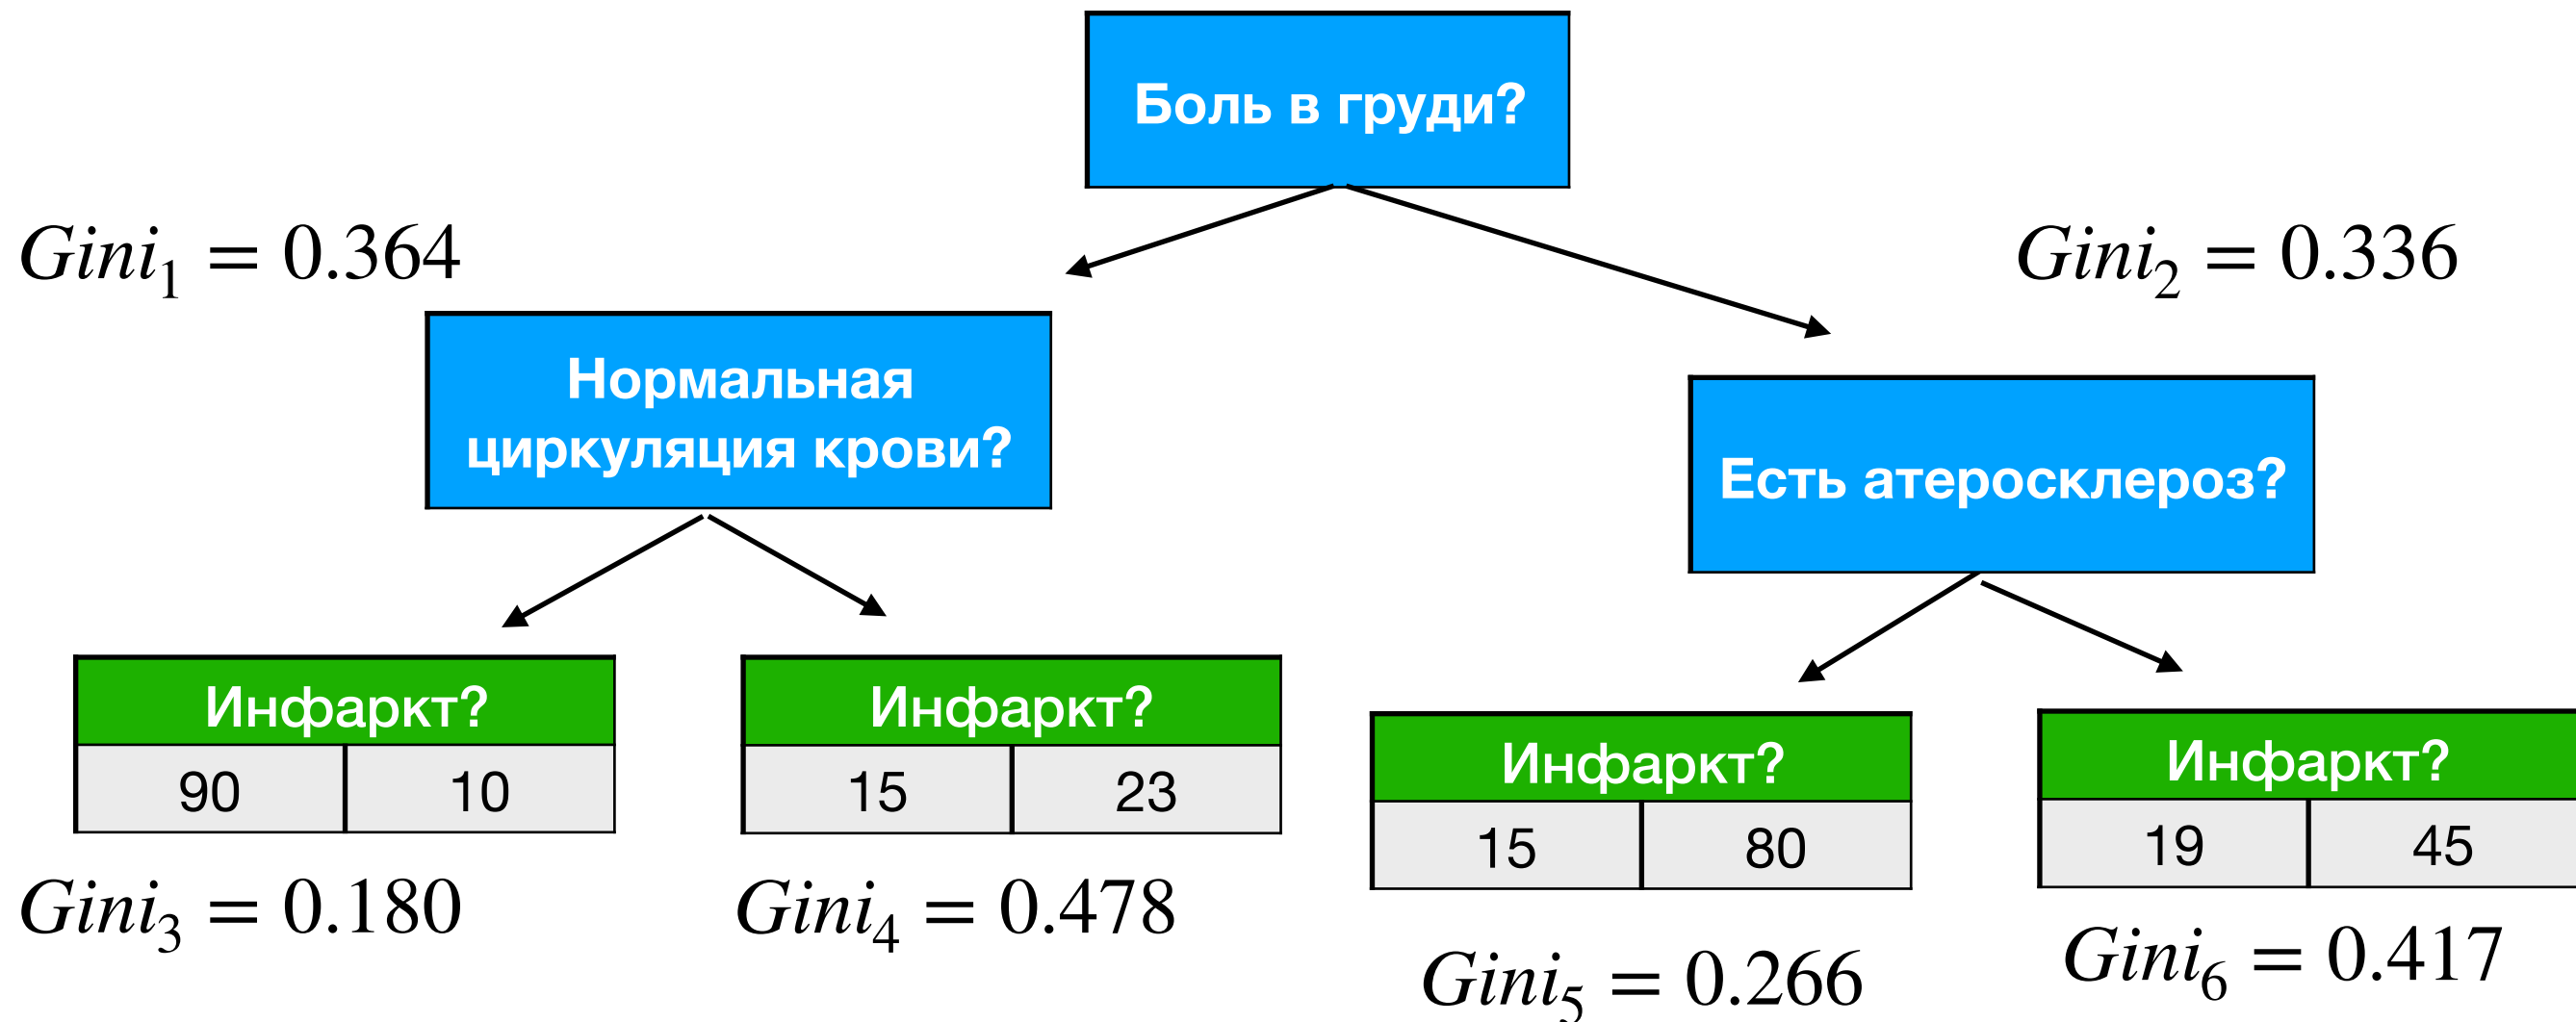 Боль в груди?
Gini₁ = 0.364
Gini₂ = 0.336
Нормальная
циркуляция крови?
Есть атеросклероз?
Инфаркт?
90 10
Gini₃ = 0.180
Инфаркт?
15 23
Gini₄ = 0.478
Инфаркт?
15 80
Gini₅ = 0.266
Инфаркт?
19 45
Gini₆ = 0.417